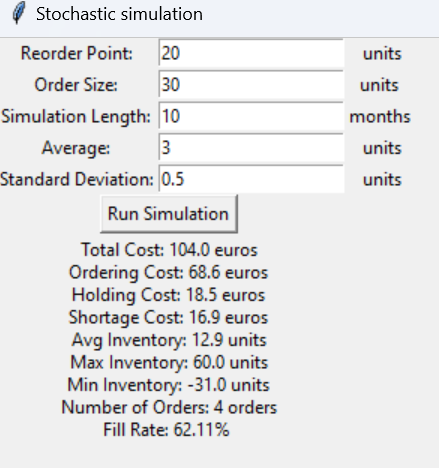 Stochastic simulation
Reorder Point: 20 units
Order Size: 30 units
Simulation Length: 10 months
Average: 3 units
Standard Deviation: 0.5 units
Run Simulation
Total Cost: 104.0 euros
Ordering Cost: 68.6 euros
Holding Cost: 18.5 euros
Shortage Cost: 16.9 euros
Avg Inventory: 12.9 units
Max Inventory: 60.0 units
Min Inventory: -31.0 units
Number of Orders: 4 orders
Fill Rate: 62.11%